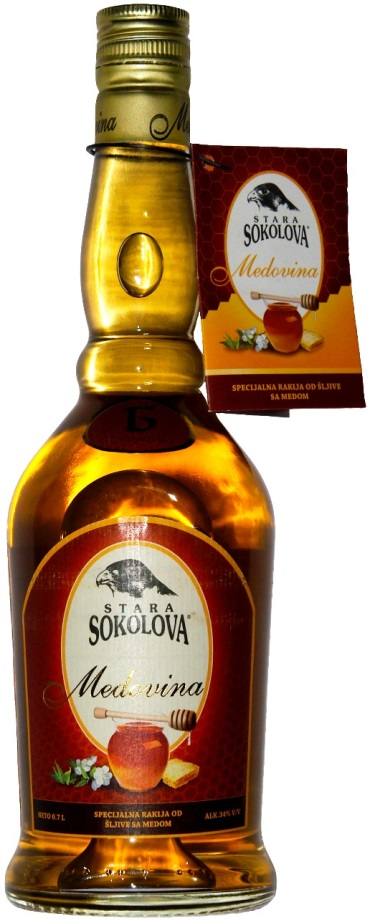 Medovina
STARA
SOKOLOVA®
Medovina
SPECIJALNA RAKIJA OD ŠLJIVE
SA MEDOM
Б
STARA
SOKOLOVA®
Medovina
NETO 0.7 L
SPECIJALNA RAKIJA OD
ŠLJIVE SA MEDOM
ALK.34% V/V